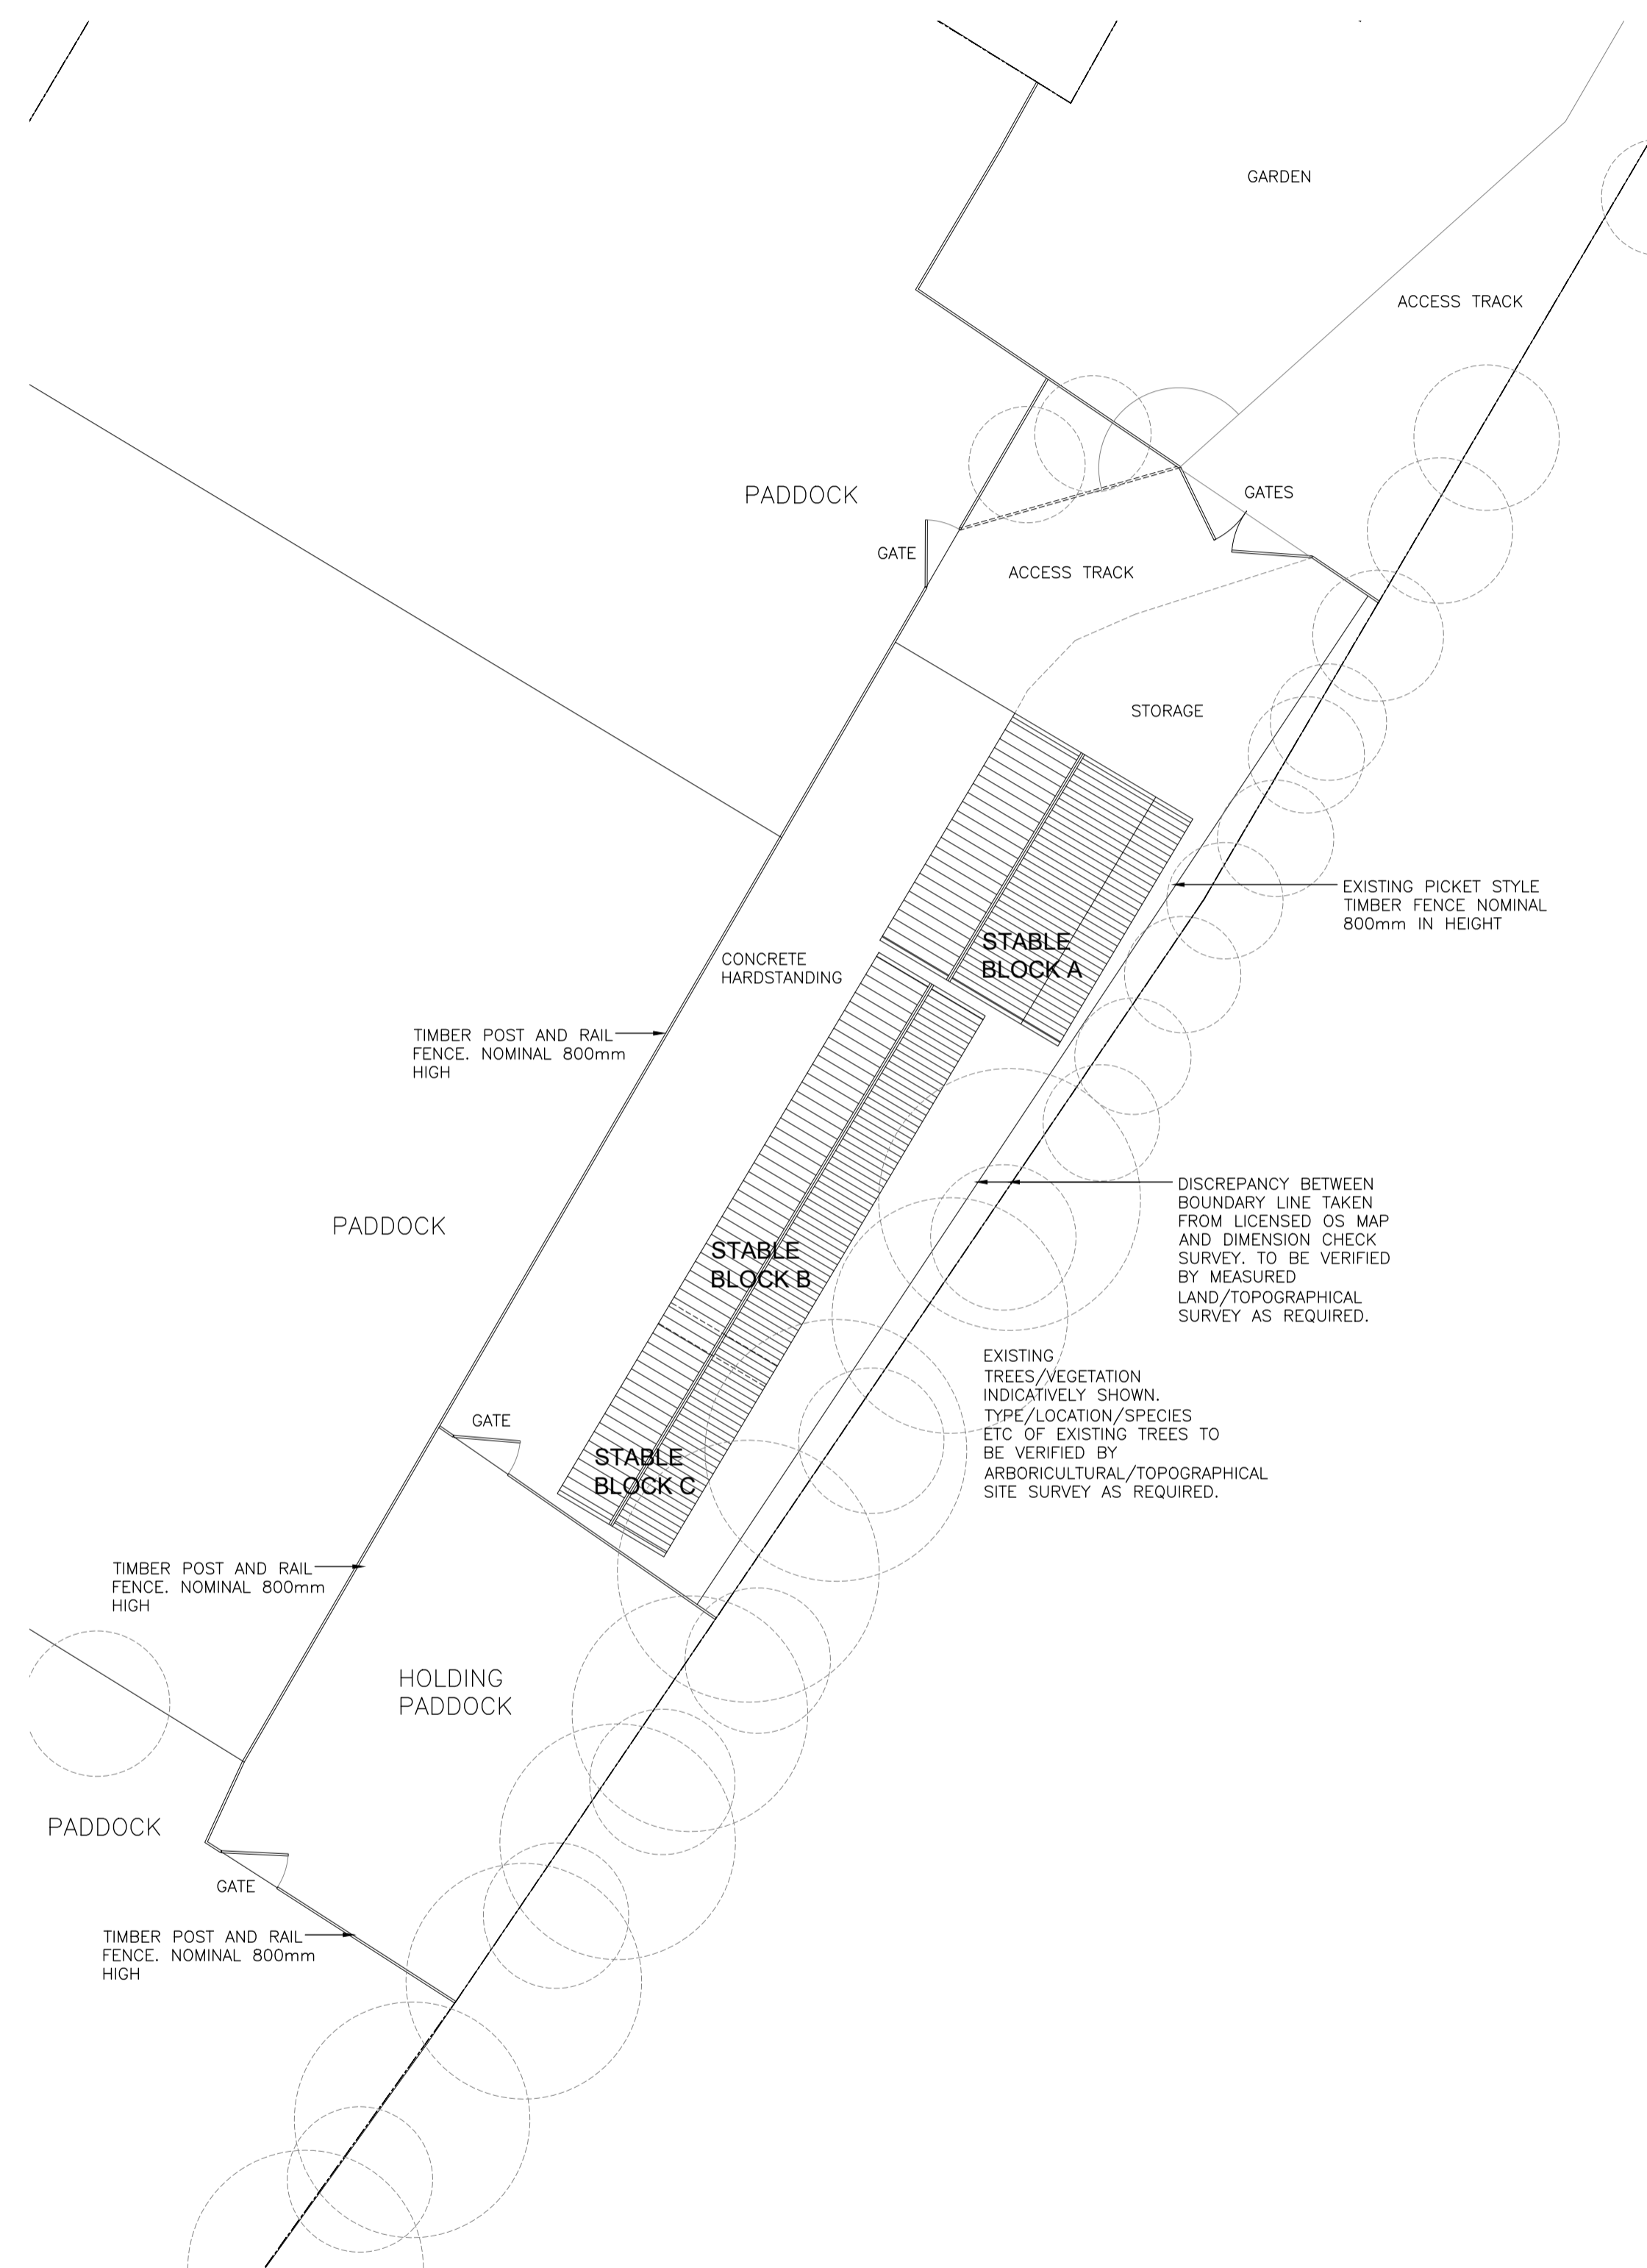 GARDEN
ACCESS TRACK
PADDOCK
GATES
GATE
ACCESS TRACK
STORAGE
EXISTING PICKET STYLE
TIMBER FENCE NOMINAL
800mm IN HEIGHT
STABLE
BLOCK A
CONCRETE
HARDSTANDING
TIMBER POST AND RAIL
FENCE. NOMINAL 800mm
HIGH
DISCREPANCY BETWEEN
BOUNDARY LINE TAKEN
FROM LICENSED OS MAP
AND DIMENSION CHECK
SURVEY. TO BE VERIFIED
BY MEASURED
LAND/TOPOGRAPHICAL
SURVEY AS REQUIRED.
PADDOCK
STABLE
BLOCK B
EXISTING
TREES/VEGETATION
INDICATIVELY SHOWN.
TYPE/LOCATION/SPECIES
ETC OF EXISTING TREES TO
BE VERIFIED BY
ARBORICULTURAL/TOPOGRAPHICAL
SITE SURVEY AS REQUIRED.
GATE
STABLE
BLOCK C
TIMBER POST AND RAIL
FENCE. NOMINAL 800mm
HIGH
HOLDING
PADDOCK
PADDOCK
GATE
TIMBER POST AND RAIL
FENCE. NOMINAL 800mm
HIGH